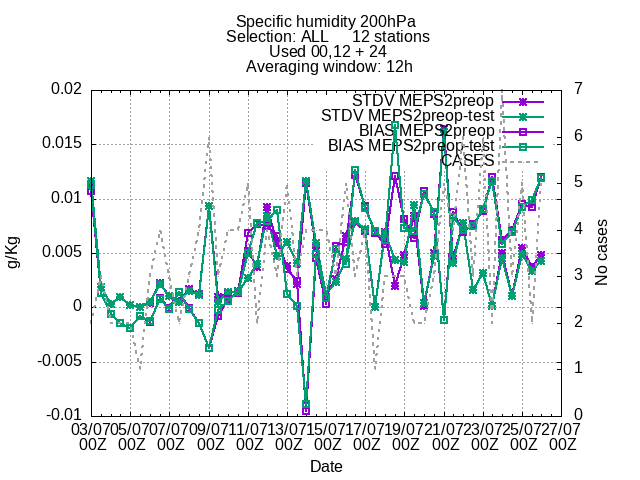 Specific humidity 200hPa
Selection: ALL 12 stations
Used 00,12 + 24
Averaging window: 12h
STDV MEPS2preop
STDV MEPS2preop-test
BIAS MEPS2preop
BIAS MEPS2preop-test
CASES
0.02
0.015
0.01
0.005
0
-0.005
-0.01
g/Kg
7
6
5
4
3
2
1
0
No cases
03/07 05/07 07/07 09/07 11/07 13/07 15/07 17/07 19/07 21/07 23/07 25/07 27/07
00Z 00Z 00Z 00Z 00Z 00Z 00Z 00Z 00Z 00Z 00Z 00Z 00Z
Date